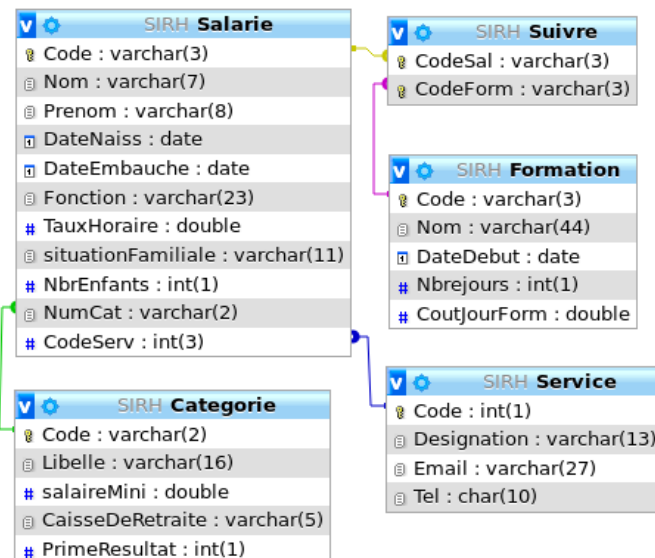 SIRH Salarie
Code : varchar(3)
Nom : varchar(7)
Prenom : varchar(8)
DateNaiss : date
DateEmbauche : date
Fonction : varchar(23)
TauxHoraire : double
situationFamiliale : varchar(11)
NbrEnfants : int(1)
NumCat : varchar(2)
CodeServ : int(3)
SIRH Suivre
CodeSal : varchar(3)
CodeForm : varchar(3)
SIRH Formation
Code : varchar(3)
Nom : varchar(44)
DateDebut : date
Nbrejours : int(1)
CoutJourForm : double
SIRH Categorie
Code : varchar(2)
Libelle : varchar(16)
salaireMini : double
CaisseDeRetraite : varchar(5)
PrimeResultat : int(1)
SIRH Service
Code : int(1)
Designation : varchar(13)
Email : varchar(27)
Tel : char(10)